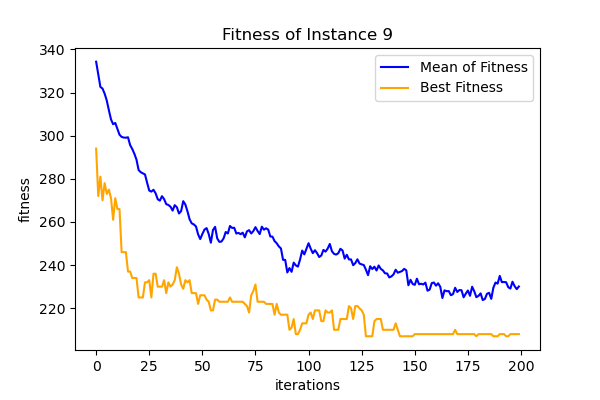 Fitness of Instance 9
Mean of Fitness
Best Fitness
340
320
300
280
260
240
220
fitness
0 25 50 75 100 125 150 175 200
iterations